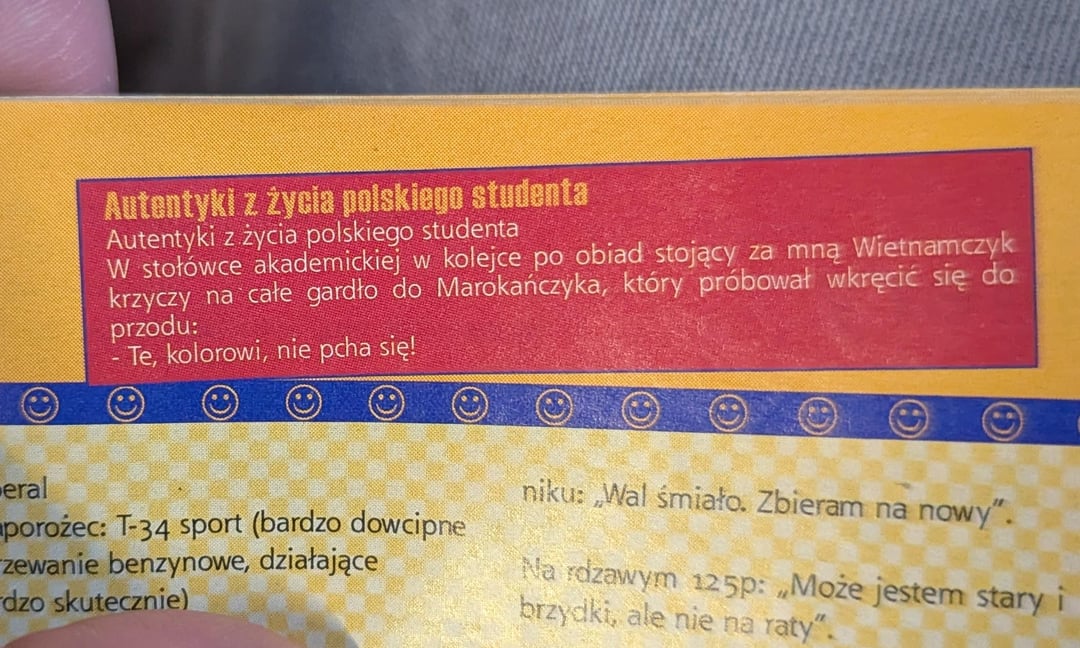 Autentyki z życia polskiego studenta
Autentyki z życia polskiego studenta
W stołówce akademickiej w kolejce po obiad stojący za mną Wietnamczyk
krzyczy na całe gardło do Marokańczyka, który próbował wkręcić się do
przodu:
- Te, kolorowi, nie pcha się!
eral
porożec: T-34 sport (bardzo dowcipne
rzewanie benzynowe, działające
rdzo skutecznie)
niku: „Wal śmiało. Zbieram na nowy”.
Na rdzawym 125p: „Może jestem stary i
brzydki, ale nie na raty”.